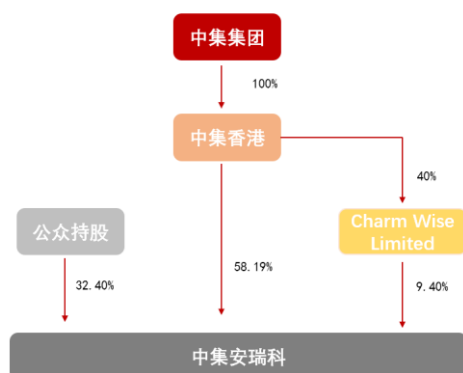 中集集团
100%
中集香港
40%
公众持股
Charm Wise
Limited
58.19%
32.40%
9.40%
中集安瑞科